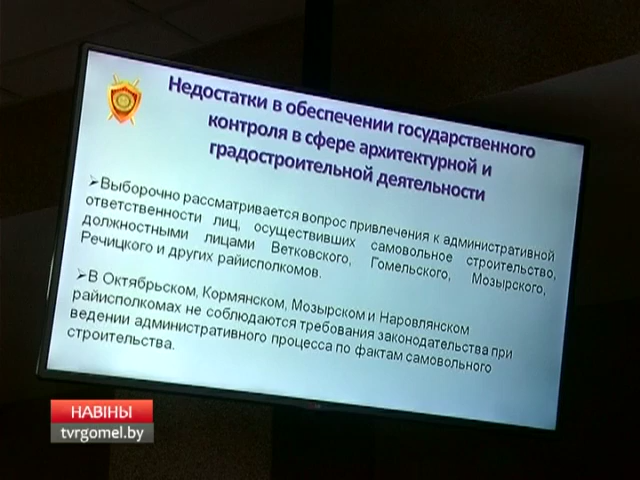 Недостатки в обеспечении государственного
контроля в сфере архитектурной и
градостроительной деятельности
➢Выборочно рассматривается вопрос привлечения к административной
ответственности лиц, осуществивших самовольное строительство,
должностными лицами Ветковского, Гомельского, Мозырского,
Речицкого и других райисполкомов.
➢В Октябрьском, Кормянском, Мозырском и Наровлянском
райисполкомах не соблюдаются требования законодательства при
ведении административного процесса по фактам самовольного
строительства.
НАВІНЫ
tvrgomel.by